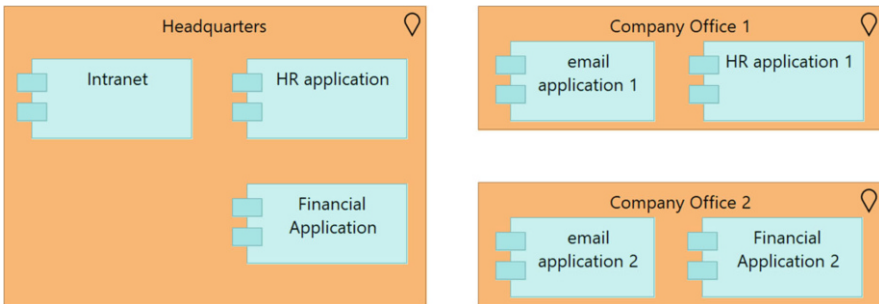 Headquarters
Intranet
HR application
Financial
Application
Company Office 1
email
application 1
HR application 1
Company Office 2
email
application 2
Financial
Application 2